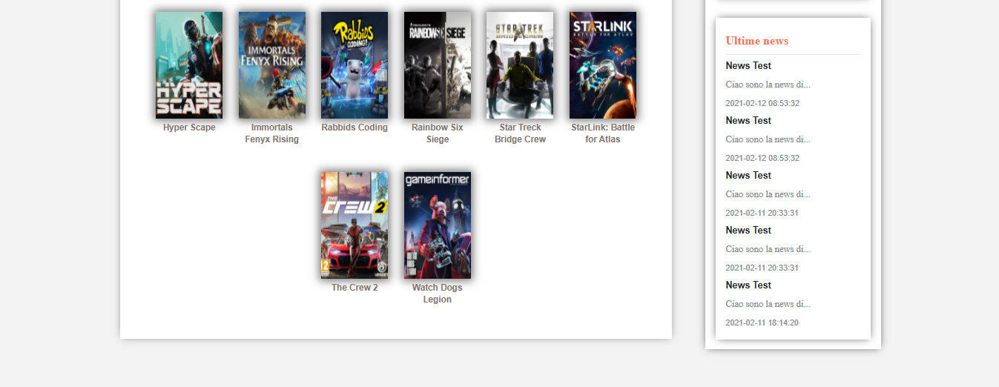 HYPER
SCAPE
Hyper Scape
IMMORTALS
FENYX RISING
Immortals
Fenyx Rising
Rabbids
CODING!
Rabbids Coding
RAINBOWSIX SIEGE
Rainbow Six
Siege
STAR TREK
BRIDGE CREW
Star Treck
Bridge Crew
STARLINK
BATTLE FOR ATLAS
StarLink: Battle
for Atlas
THE
CREW 2
12
The Crew 2
gameinformer
Watch Dogs
Legion
Ultime news
News Test
Ciao sono la news di...
2021-02-12 08:53:32
News Test
Ciao sono la news di...
2021-02-12 08:53:32
News Test
Ciao sono la news di...
2021-02-11 20:33:31
News Test
Ciao sono la news di...
2021-02-11 20:33:31
News Test
Ciao sono la news di...
2021-02-11 18:14:20